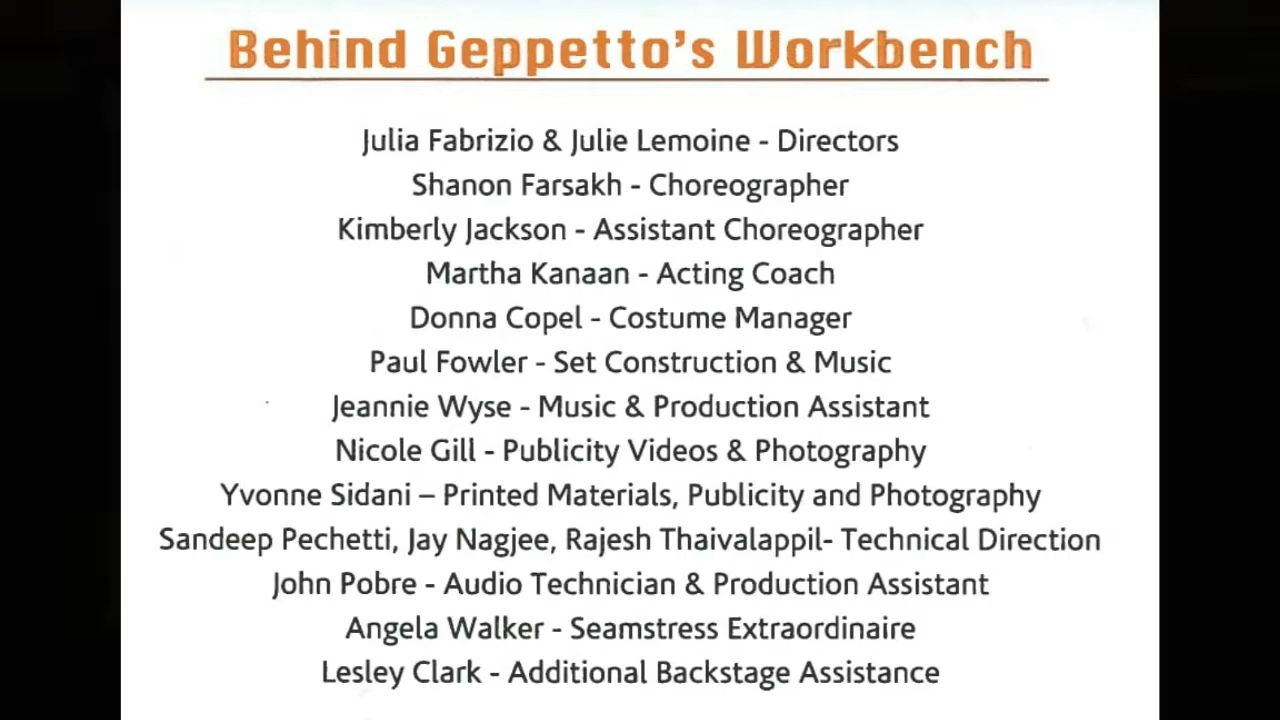 Behind Geppetto's Workbench
Julia Fabrizio & Julie Lemoine - Directors
Shanon Farsakh - Choreographer
Kimberly Jackson - Assistant Choreographer
Martha Kanaan - Acting Coach
Donna Copel - Costume Manager
Paul Fowler - Set Construction & Music
Jeannie Wyse - Music & Production Assistant
Nicole Gill - Publicity Videos & Photography
Yvonne Sidani – Printed Materials, Publicity and Photography
Sandeep Pechetti, Jay Nagjee, Rajesh Thaivalappil- Technical Direction
John Pobre - Audio Technician & Production Assistant
Angela Walker - Seamstress Extraordinaire
Lesley Clark - Additional Backstage Assistance